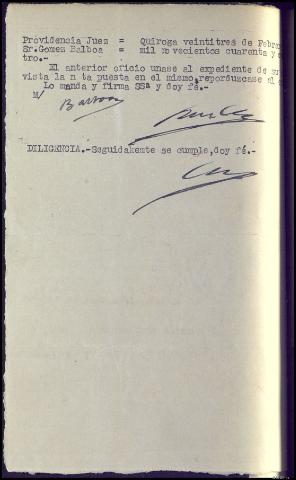 Providencia Juez = Quiroga veintitres de Febre
Sr.Gomez Balboa = mil novecientos cuarenta y c
tro.-
El anterior oficio unase al expediente de su
vista la n ta puesta en el mismo, reporduzcase el
Lo manda y firma SSª y doy fé.-
M/
DILIGENCIA.-Seguidakente se cumple,doy fé.-